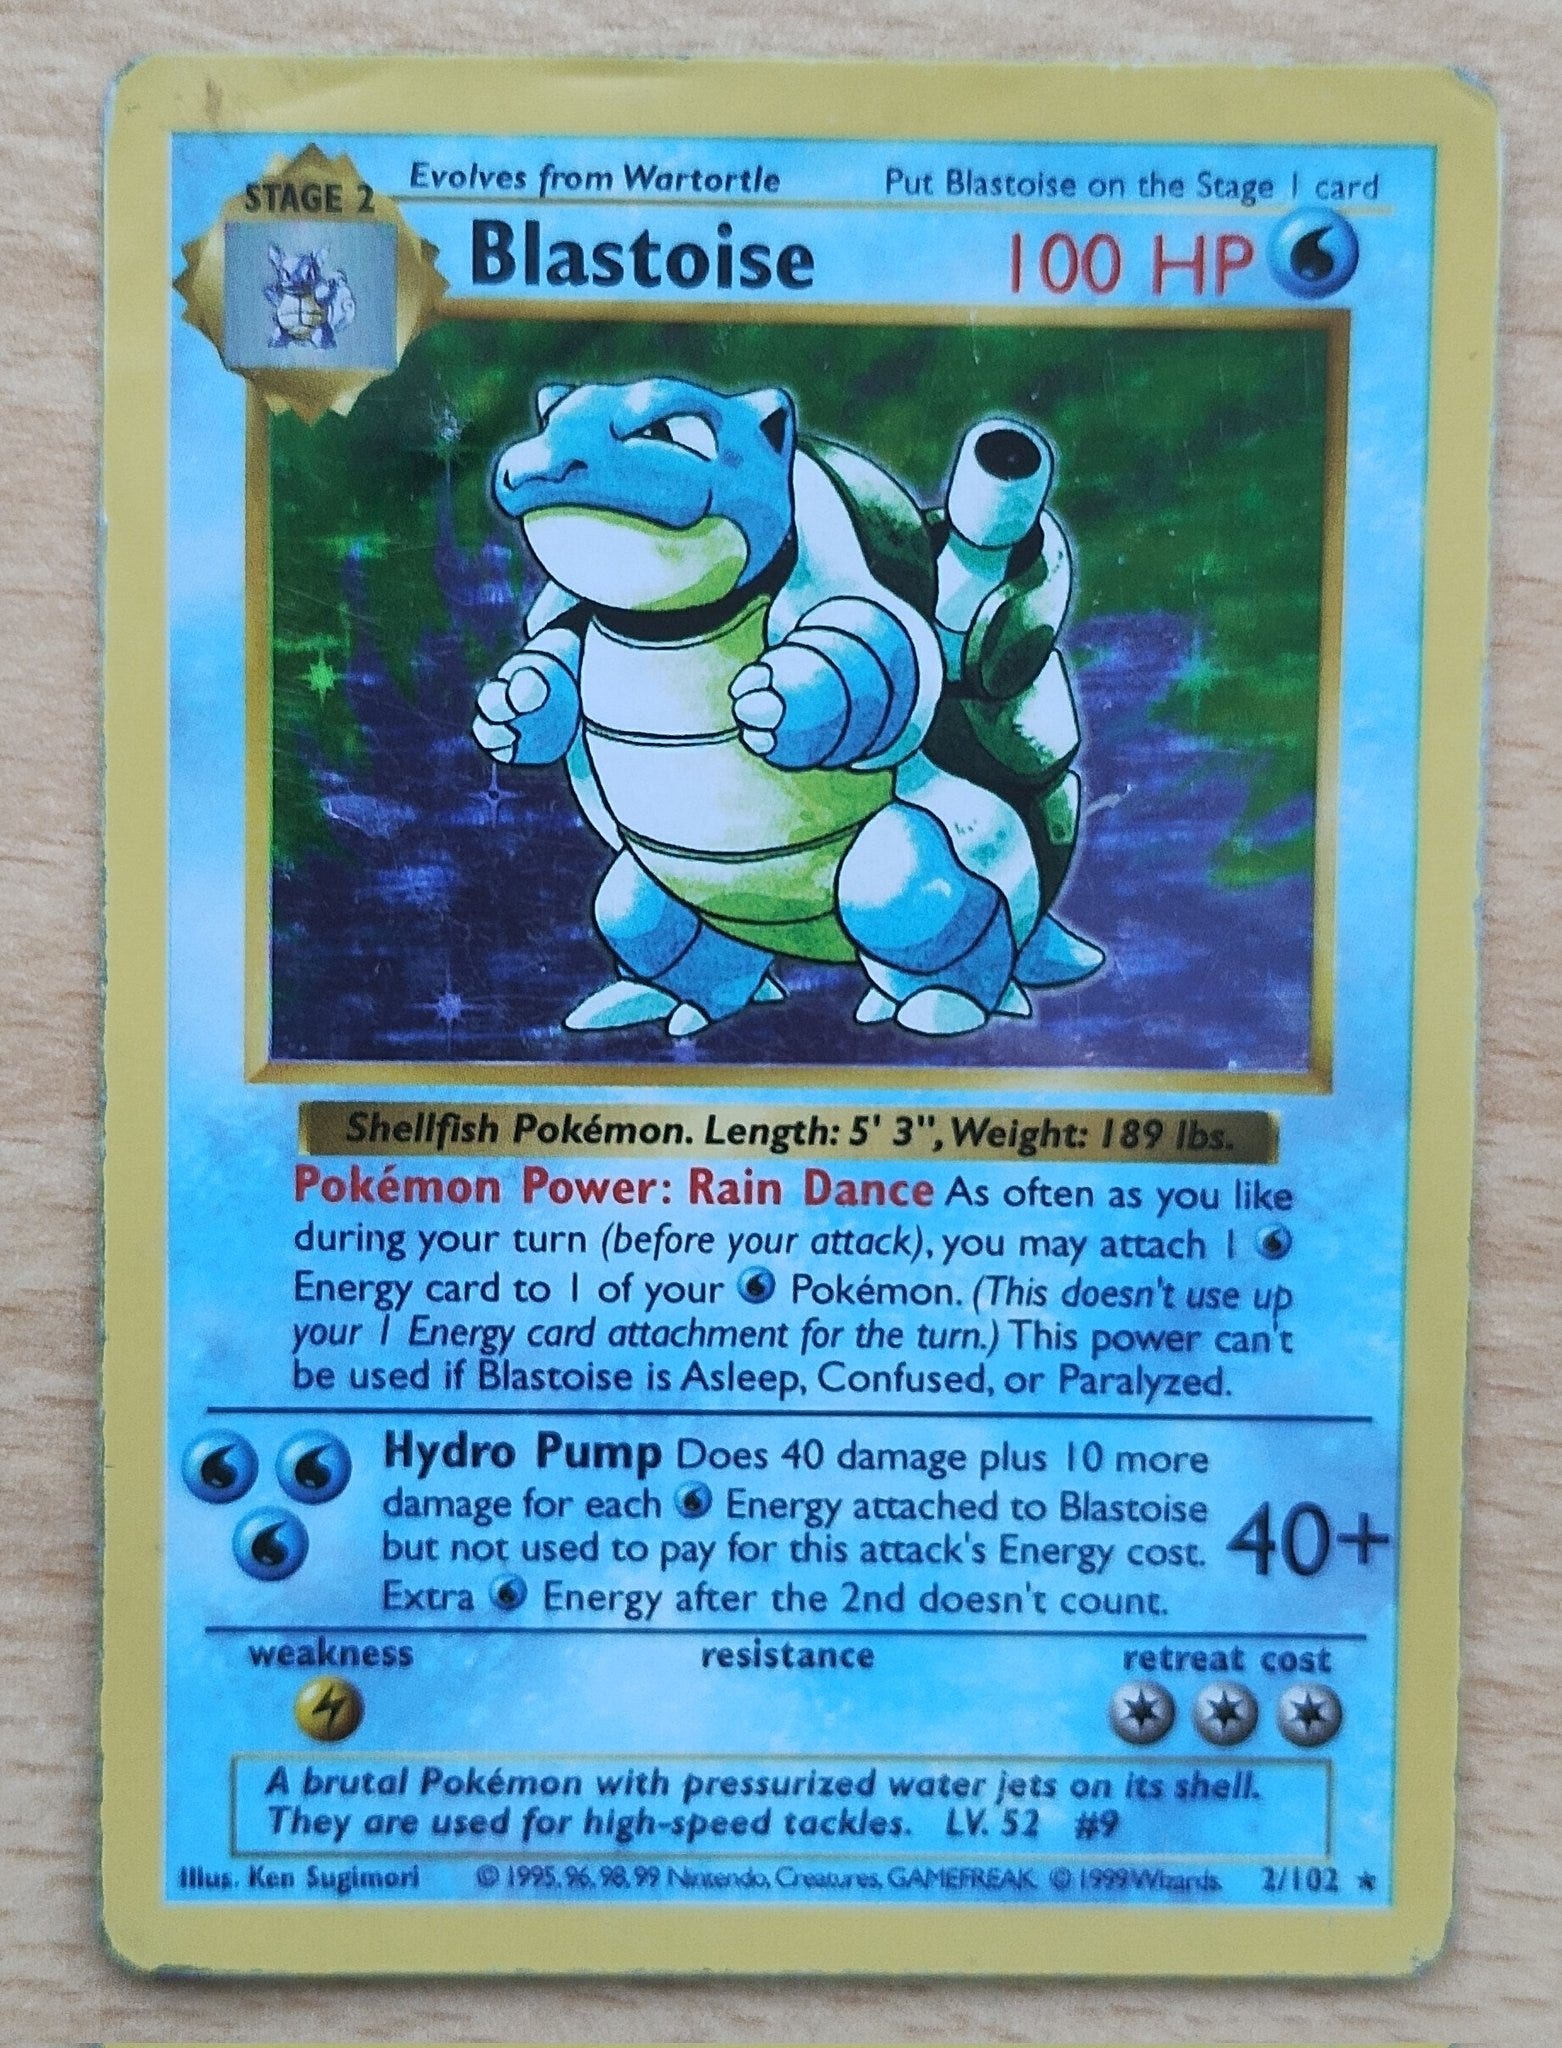 STAGE 2
Evolves from Wartortle
Put Blastoise on the Stage 1 card
Blastoise
100 HP
Shellfish Pokémon. Length: 5' 3", Weight: 189 lbs.
Pokémon Power: Rain Dance As often as you like
during your turn (before your attack), you may attach 1
Energy card to 1 of your Pokémon. (This doesn't use up
your 1 Energy card attachment for the turn.) This power can't
be used if Blastoise is Asleep, Confused, or Paralyzed.
Hydro Pump Does 40 damage plus 10 more
damage for each Energy attached to Blastoise
but not used to pay for this attack's Energy cost.
Extra Energy after the 2nd doesn't count.
40+
weakness
resistance
retreat cost
A brutal Pokémon with pressurized water jets on its shell.
They are used for high-speed tackles. LV. 52 #9
Illus. Ken Sugimori
© 1995, 96, 98, 99 Nintendo, Creatures, GAMEFREAK. © 1999 Wizards.
2/102 ★